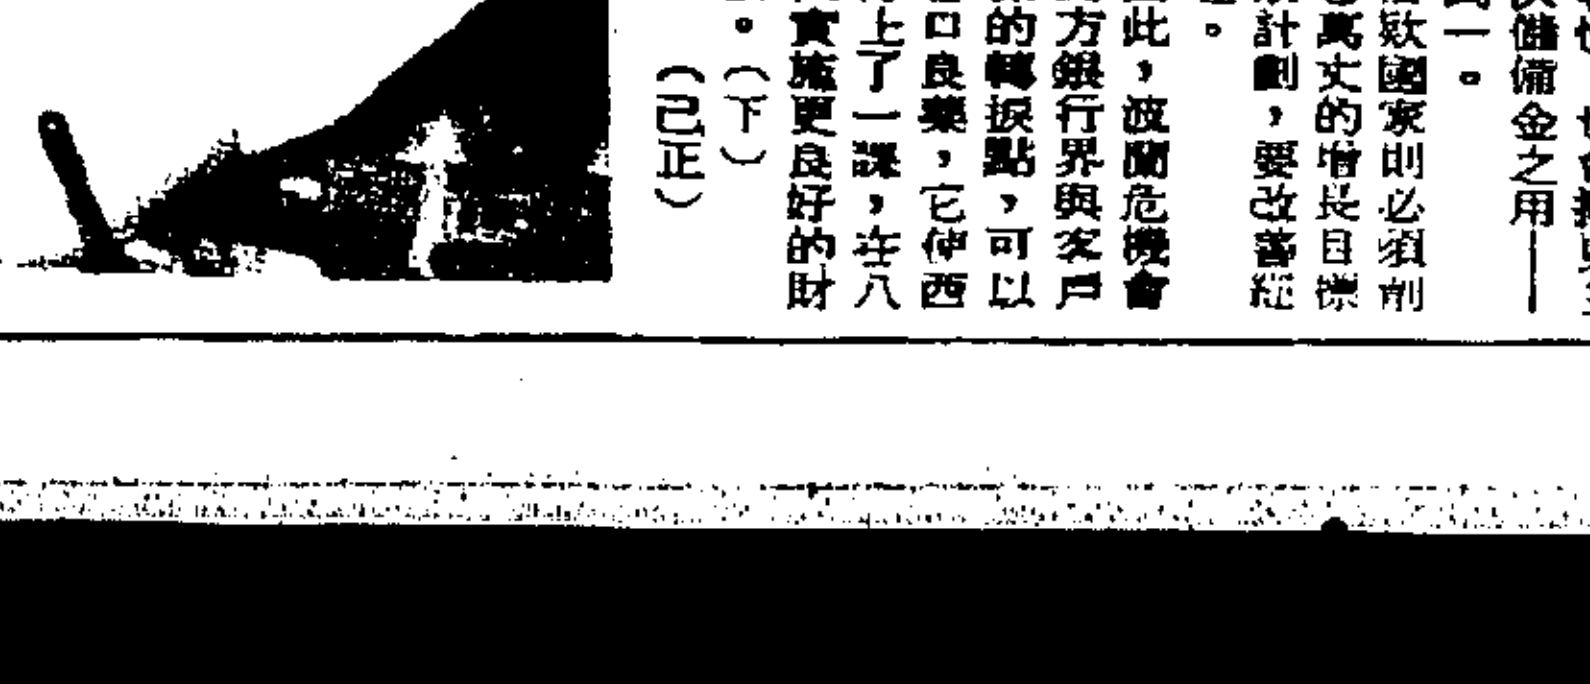 儲備金之用——
一。
欵國家則必須削
萬丈的增長目標
計劃，要改善經
。
此，波蘭危機會
方銀行界與客戶
的轉捩點，可以
口良藥，它使西
上了一課，在八
實施更良好的財
。（下）
（己正）